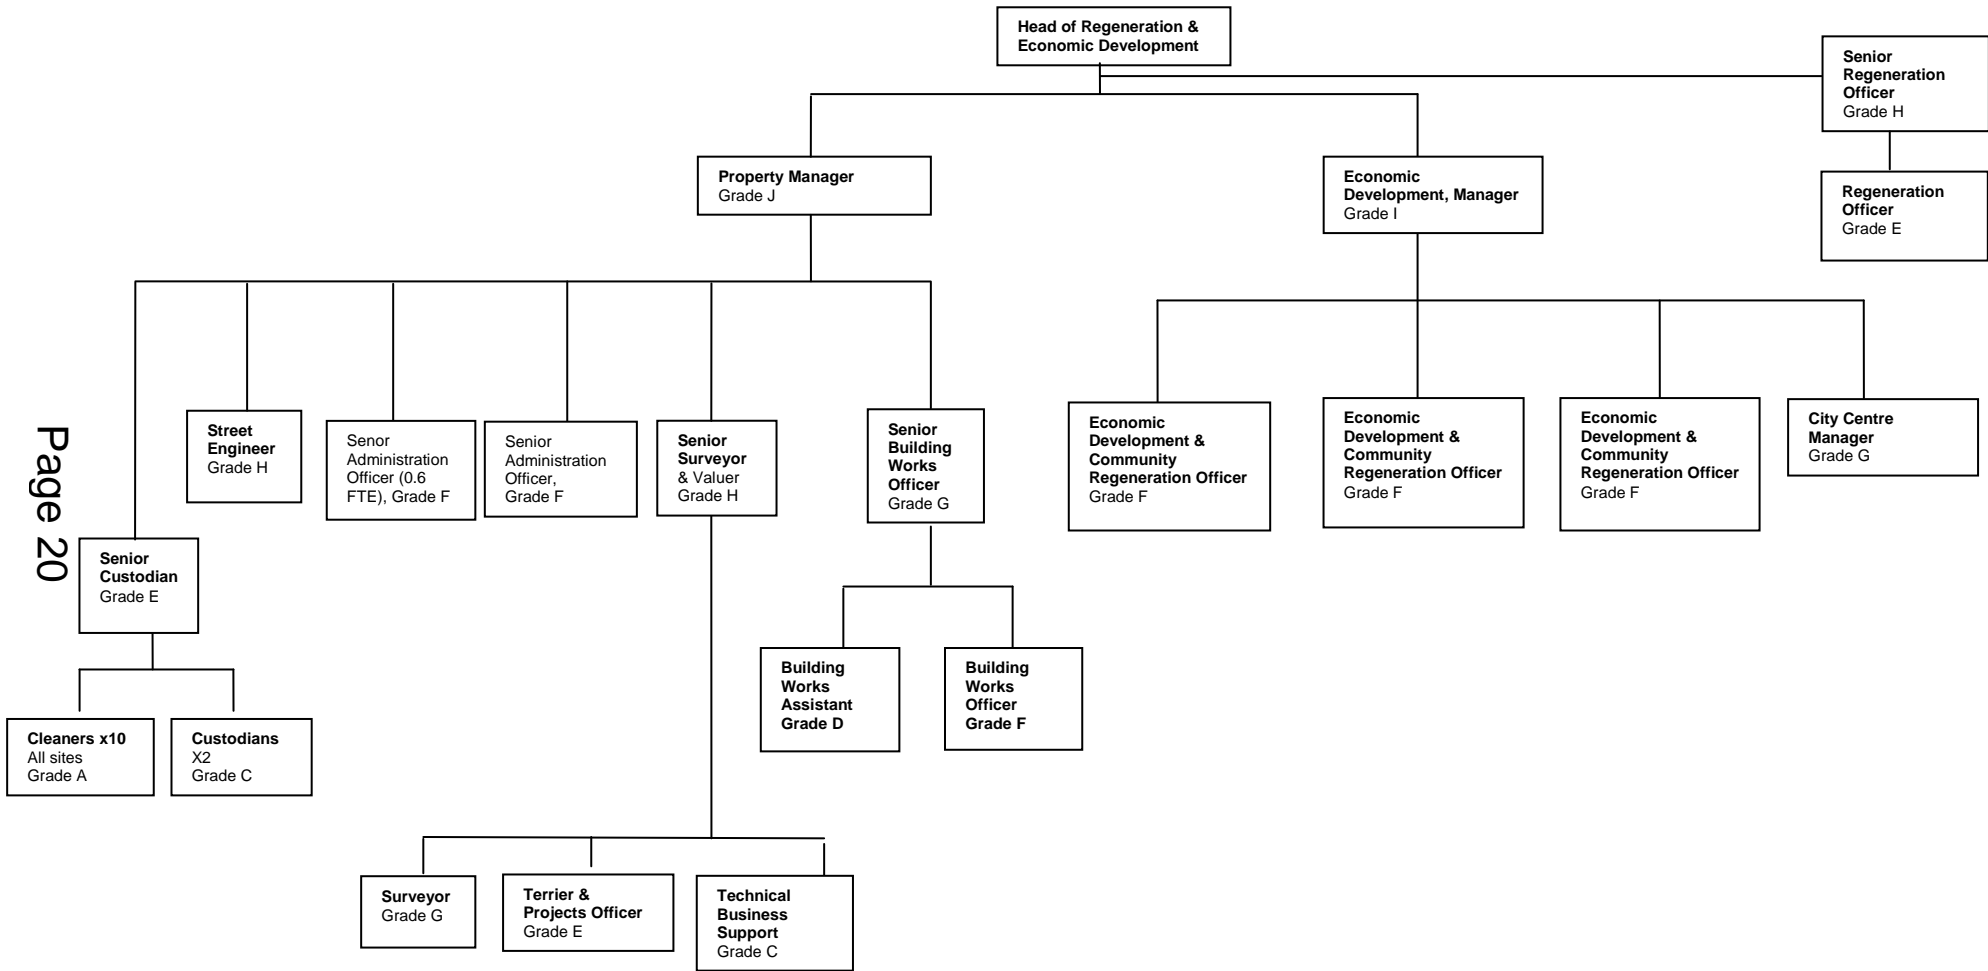 Head of Regeneration &
Economic Development
Senior
Regeneration
Officer
Grade H
Property Manager
Grade J
Economic
Development, Manager
Grade I
Regeneration
Officer
Grade E
Street
Engineer
Grade H
Senor
Administration
Officer (0.6
FTE), Grade F
Senior
Administration
Officer,
Grade F
Senior
Surveyor
& Valuer
Grade H
Senior
Building
Works
Officer
Grade G
Economic
Development &
Community
Regeneration Officer
Grade F
Economic
Development &
Community
Regeneration Officer
Grade F
Economic
Development &
Community
Regeneration Officer
Grade F
City Centre
Manager
Grade G
Page 20
Senior
Custodian
Grade E
Building
Works
Assistant
Grade D
Building
Works
Officer
Grade F
Cleaners x10
All sites
Grade A
Custodians
X2
Grade C
Surveyor
Grade G
Terrier &
Projects Officer
Grade E
Technical
Business
Support
Grade C